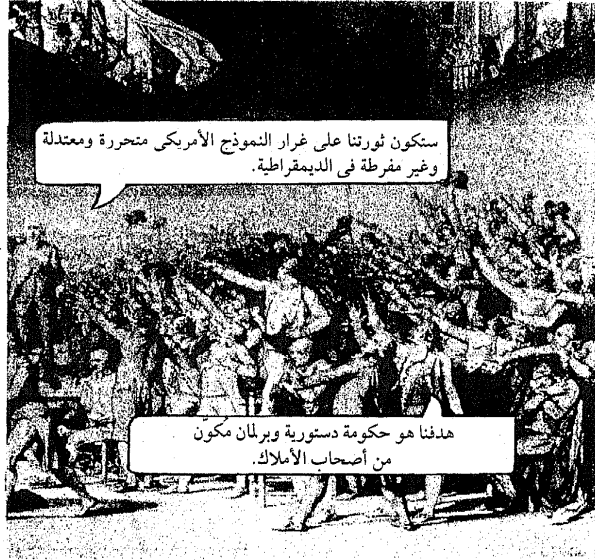 ستكون ثورتنا على غرار النموذج الأمريكى متحررة ومعتدلة
وغير مفرطة فى الديمقراطية.
هدفنا هو حكومة دستورية وبرلمان مكوّن
من أصحاب الأملاك.